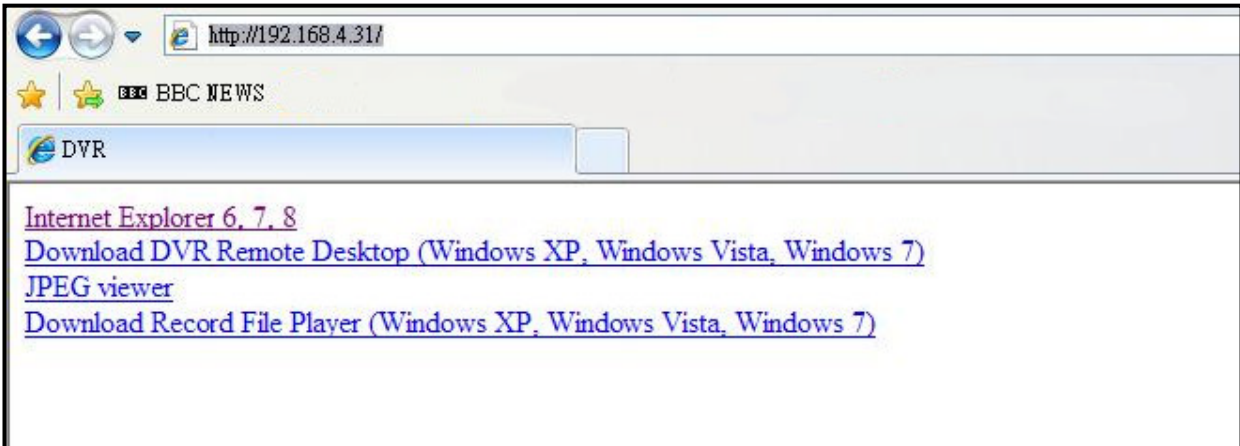 http://192.168.4.31/
BBC BBC NEWS
DVR
Internet Explorer 6, 7, 8
Download DVR Remote Desktop (Windows XP, Windows Vista, Windows 7)
JPEG viewer
Download Record File Player (Windows XP, Windows Vista, Windows 7)